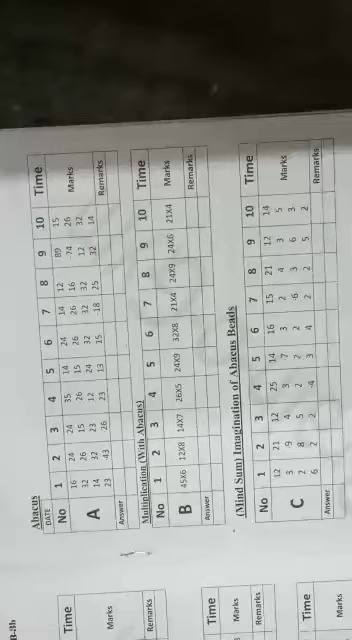 B-3b
Abacus
DATE
No 1 2 3 4 5 6 7 8 9 10 Time
A
16 24 24 35 14 24 14 12 89 15
32 26 15 26 15 26 26 16 74 26 Marks
14 32 23 12 24 32 32 32 12 32
23 43 26 23 13 15 18 25 32 14 Remarks
Answer
Multiplication (With Abacus)
No 1 2 3 4 5 6 7 8 9 10 Time
B 45X6 12X8 14X7 26X5 24X9 32X8 21X4 24X9 24X6 21X4 Marks
Remarks
Answer
(Mind Sum) Imagination of Abacus Beads
No 1 2 3 4 5 6 7 8 9 10 Time
C
12 21 12 25 14 16 15 21 12 14
3 9 4 3 7 3 2 4 3 5 Marks
2 8 5 2 2 2 -6 3 6 3
6 2 2 -4 3 4 2 2 5 2
Remarks
Answer
Time
Marks
Remarks
Time
Marks
Remarks
Time
Marks